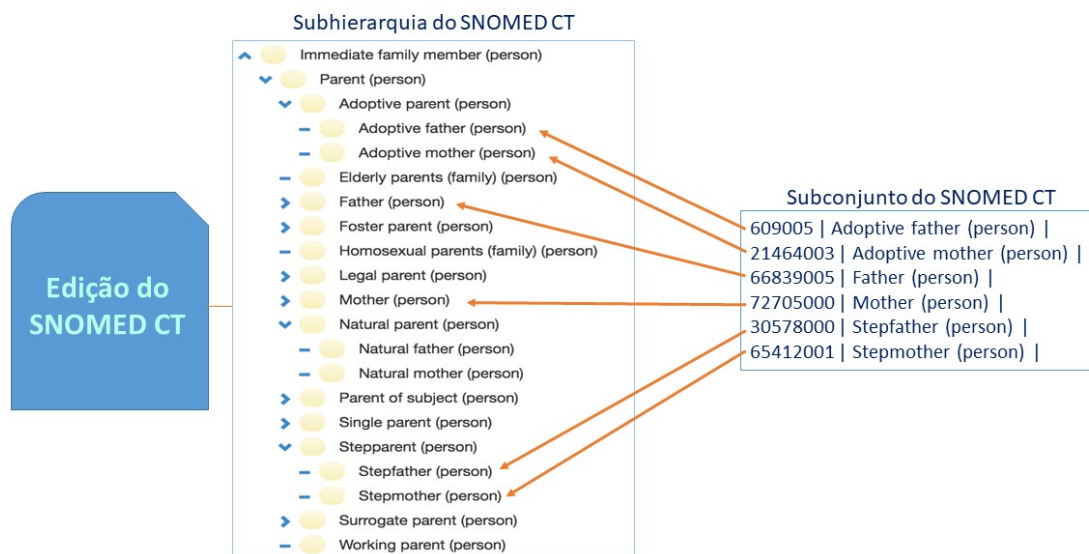 Subhierarquia do SNOMED CT
Immediate family member (person)
Parent (person)
Adoptive parent (person)
Adoptive father (person)
Adoptive mother (person)
Elderly parents (family) (person)
Father (person)
Foster parent (person)
Homosexual parents (family) (person)
Legal parent (person)
Mother (person)
Natural parent (person)
Natural father (person)
Natural mother (person)
Parent of subject (person)
Single parent (person)
Stepparent (person)
Stepfather (person)
Stepmother (person)
Surrogate parent (person)
Working parent (person)
Edição do
SNOMED CT
Subconjunto do SNOMED CT
609005 | Adoptive father (person) |
21464003 | Adoptive mother (person) |
66839005 | Father (person) |
72705000 | Mother (person) |
30578000 | Stepfather (person) |
65412001 | Stepmother (person) |